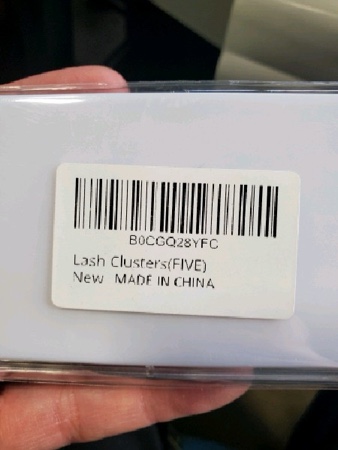 B0CGQ28YFC
Lash Clusters(FIVE)
New MADE IN CHINA